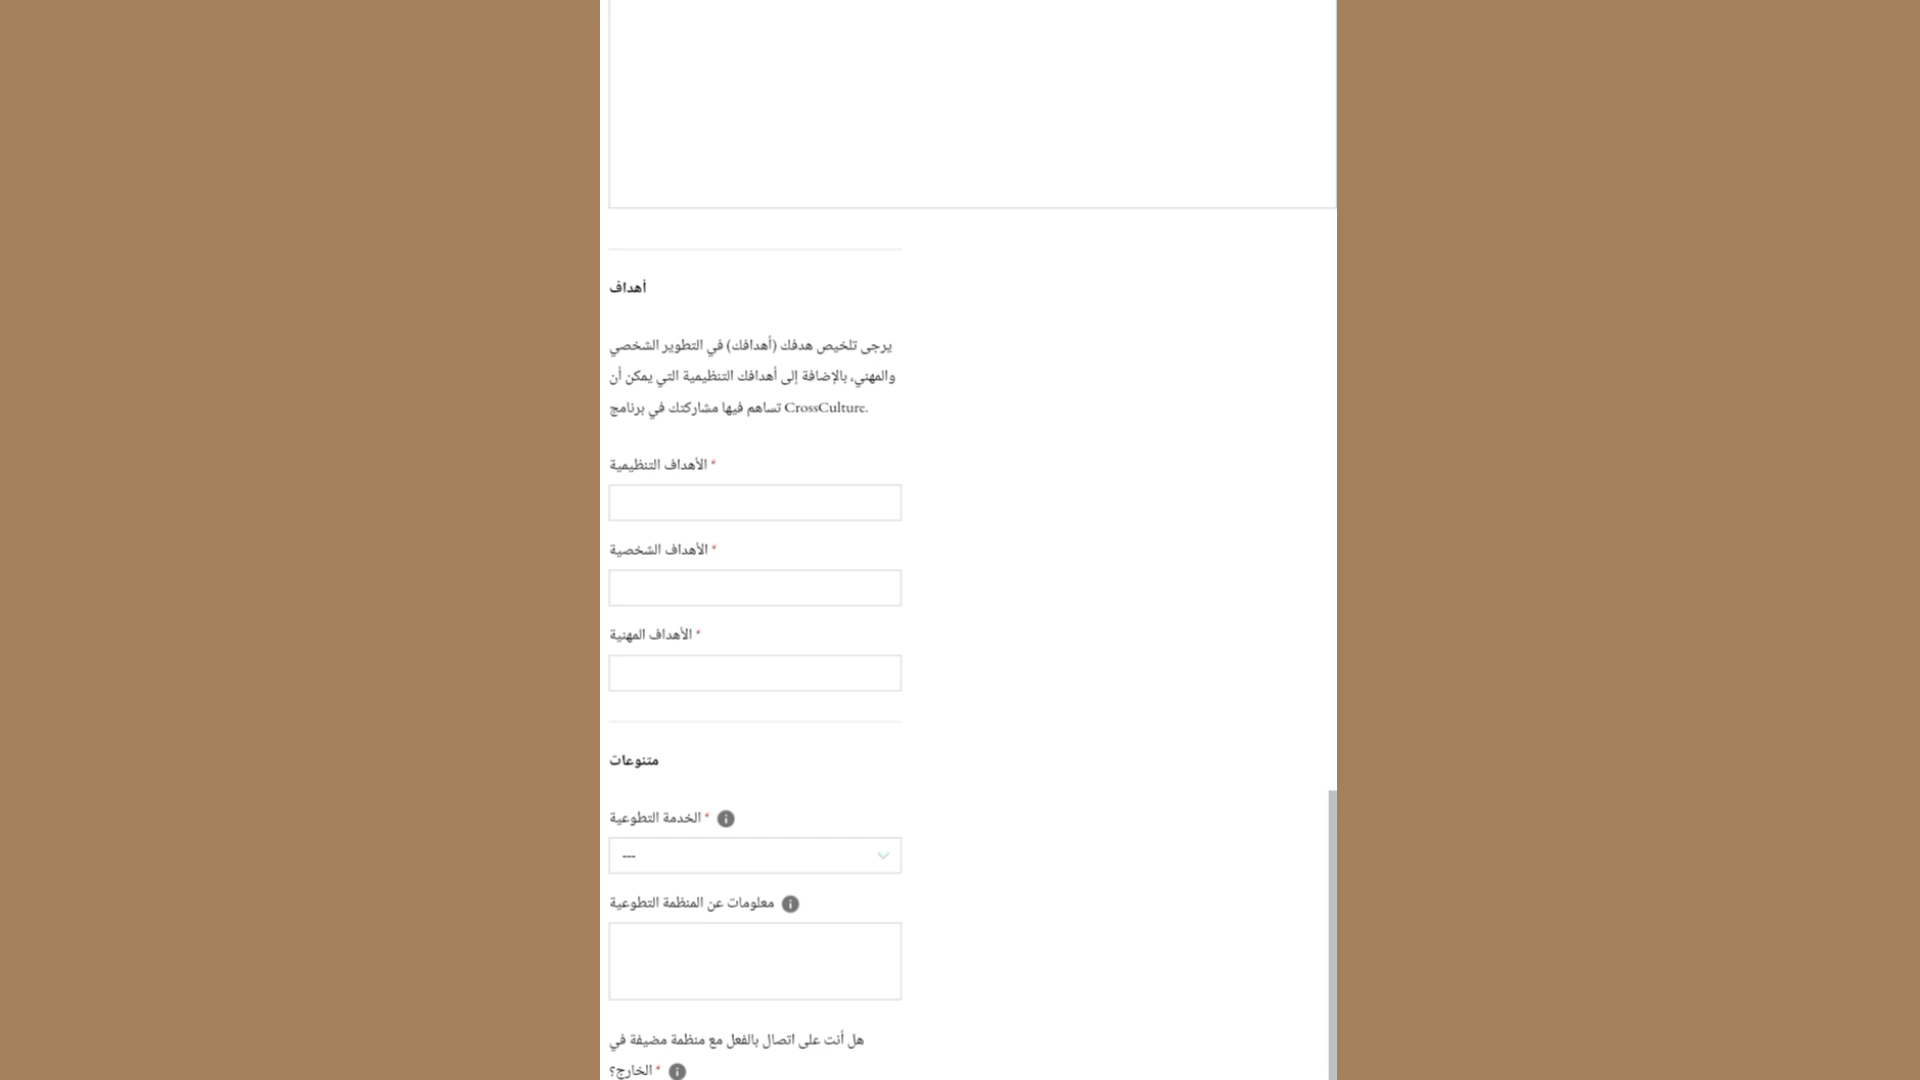 أهداف
يرجى تلخيص هدفك (أهدافك) في التطوير الشخصي
والمهني، بالإضافة إلى أهدافك التنظيمية التي يمكن أن
تساهم فيها مشاركتك في برنامج CrossCulture.
الأهداف التنظيمية *
الأهداف الشخصية *
الأهداف المهنية *
متنوعات
الخدمة التطوعية *
---
معلومات عن المنظمة التطوعية
هل أنت على اتصال بالفعل مع منظمة مضيفة في
الخارج؟ *